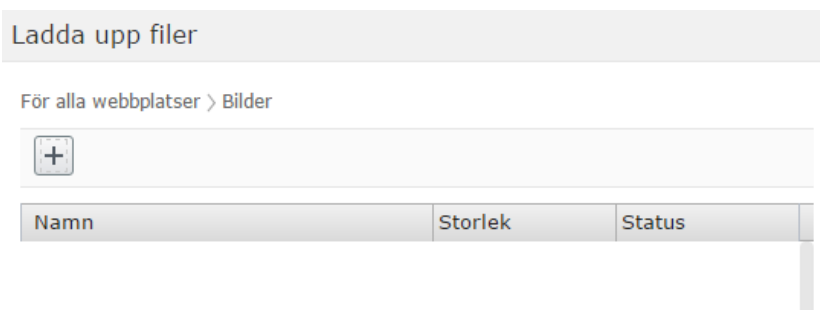 Ladda upp filer
För alla webbplatser > Bilder
+
Namn Storlek Status